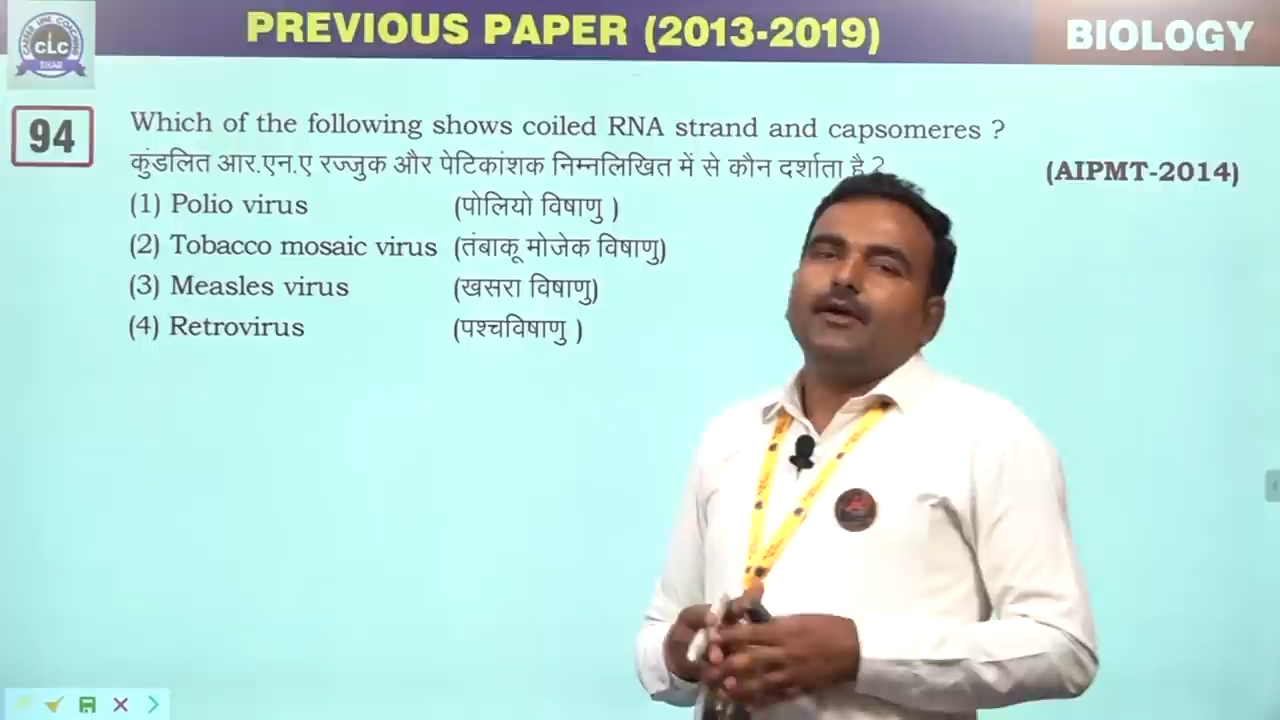 PREVIOUS PAPER (2013-2019)
BIOLOGY
CLC
SIKAR
94
Which of the following shows coiled RNA strand and capsomeres ?
कुंडलित आर.एन.ए रज्जुक और पेटिकांशक निम्नलिखित में से कौन दर्शाता है ?
(AIPMT-2014)
(1) Polio virus (पोलियो विषाणु )
(2) Tobacco mosaic virus (तंबाकू मोजेक विषाणु)
(3) Measles virus (खसरा विषाणु)
(4) Retrovirus (पश्चविषाणु )